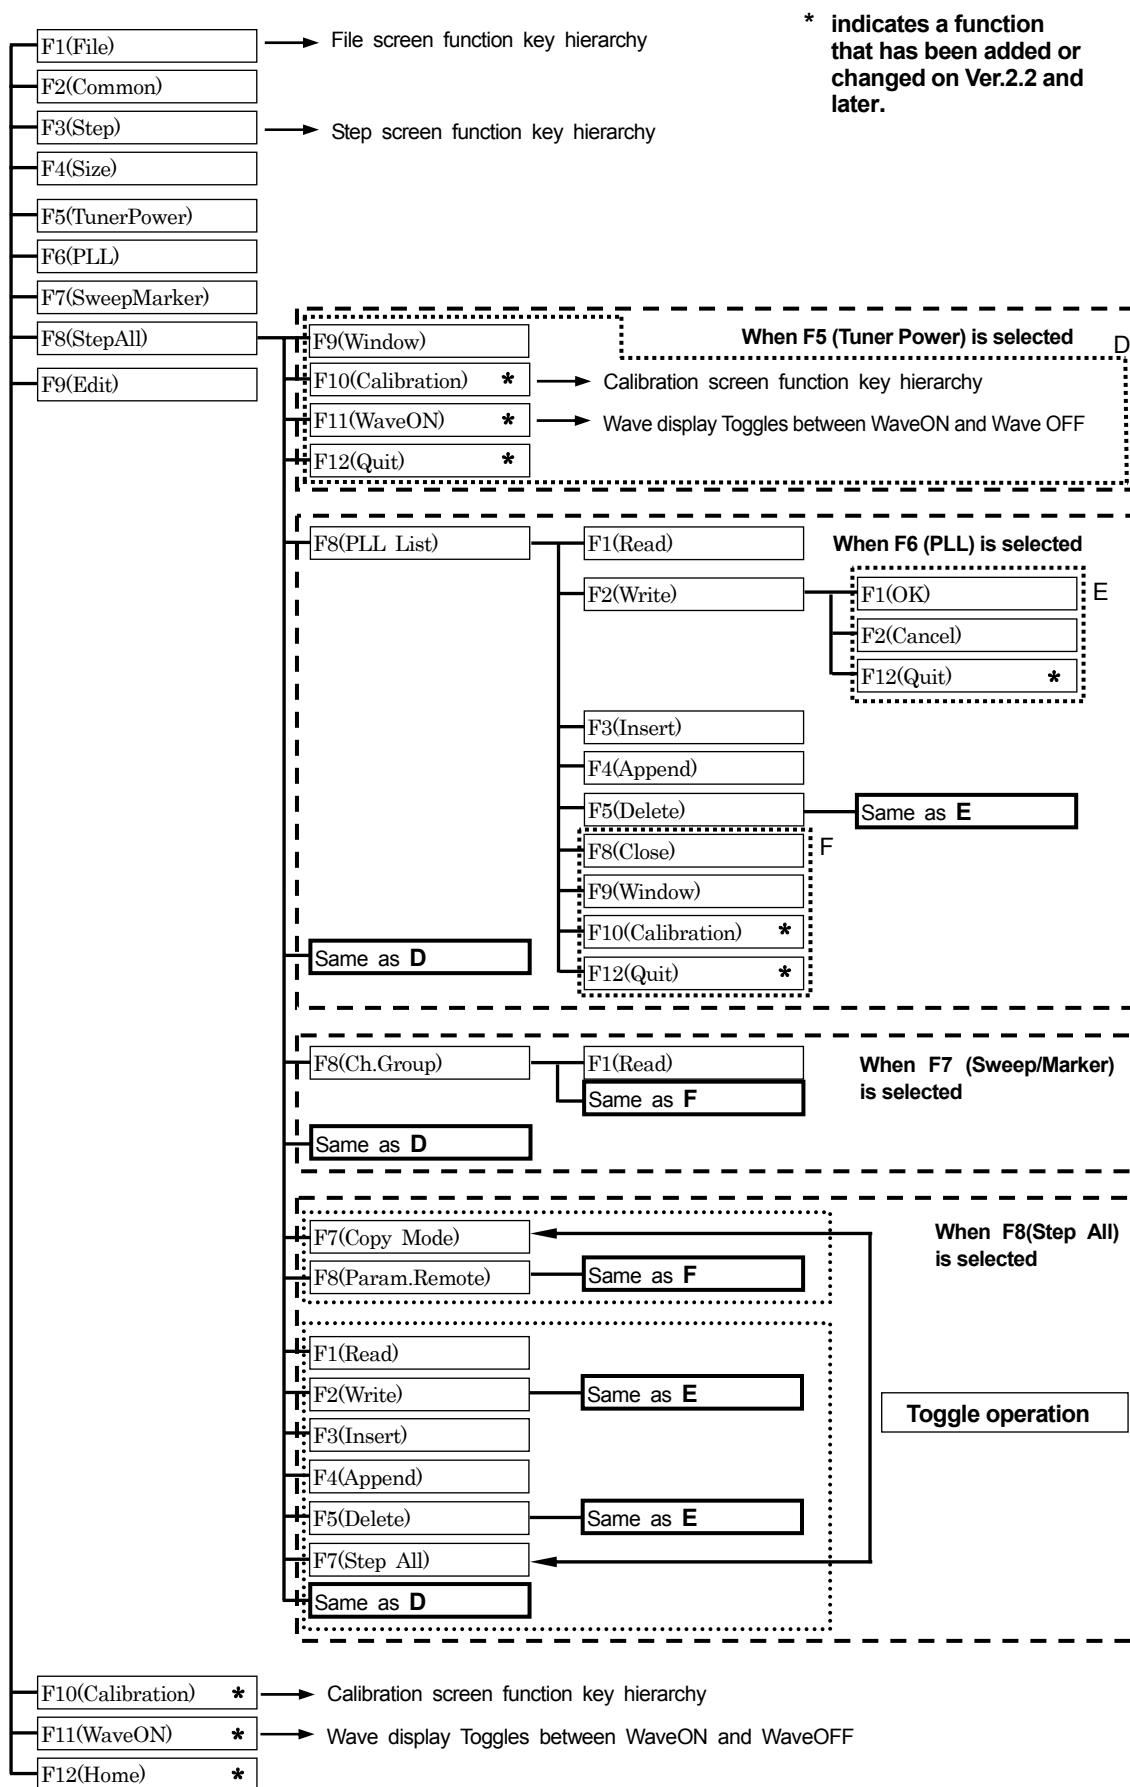 * indicates a function
that has been added or
changed on Ver.2.2 and
later.
F1(File)
File screen function key hierarchy
F2(Common)
F3(Step)
Step screen function key hierarchy
F4(Size)
F5(TunerPower)
F6(PLL)
F7(SweepMarker)
F8(StepAll)
F9(Edit)
When F5 (Tuner Power) is selected
D
F9(Window)
F10(Calibration) *
Calibration screen function key hierarchy
F11(WaveON) *
Wave display Toggles between WaveON and Wave OFF
F12(Quit) *
When F6 (PLL) is selected
F8(PLL List)
F1(Read)
F2(Write)
F1(OK)
E
F2(Cancel)
F12(Quit) *
F3(Insert)
F4(Append)
F5(Delete)
Same as E
F8(Close)
F
F9(Window)
F10(Calibration) *
F12(Quit) *
Same as D
When F7 (Sweep/Marker)
is selected
F8(Ch.Group)
F1(Read)
Same as F
Same as D
When F8(Step All)
is selected
F7(Copy Mode)
F8(Param.Remote)
Same as F
F1(Read)
F2(Write)
Same as E
F3(Insert)
F4(Append)
F5(Delete)
Same as E
F7(Step All)
Same as D
Toggle operation
F10(Calibration) *
Calibration screen function key hierarchy
F11(WaveON) *
Wave display Toggles between WaveON and WaveOFF
F12(Home) *